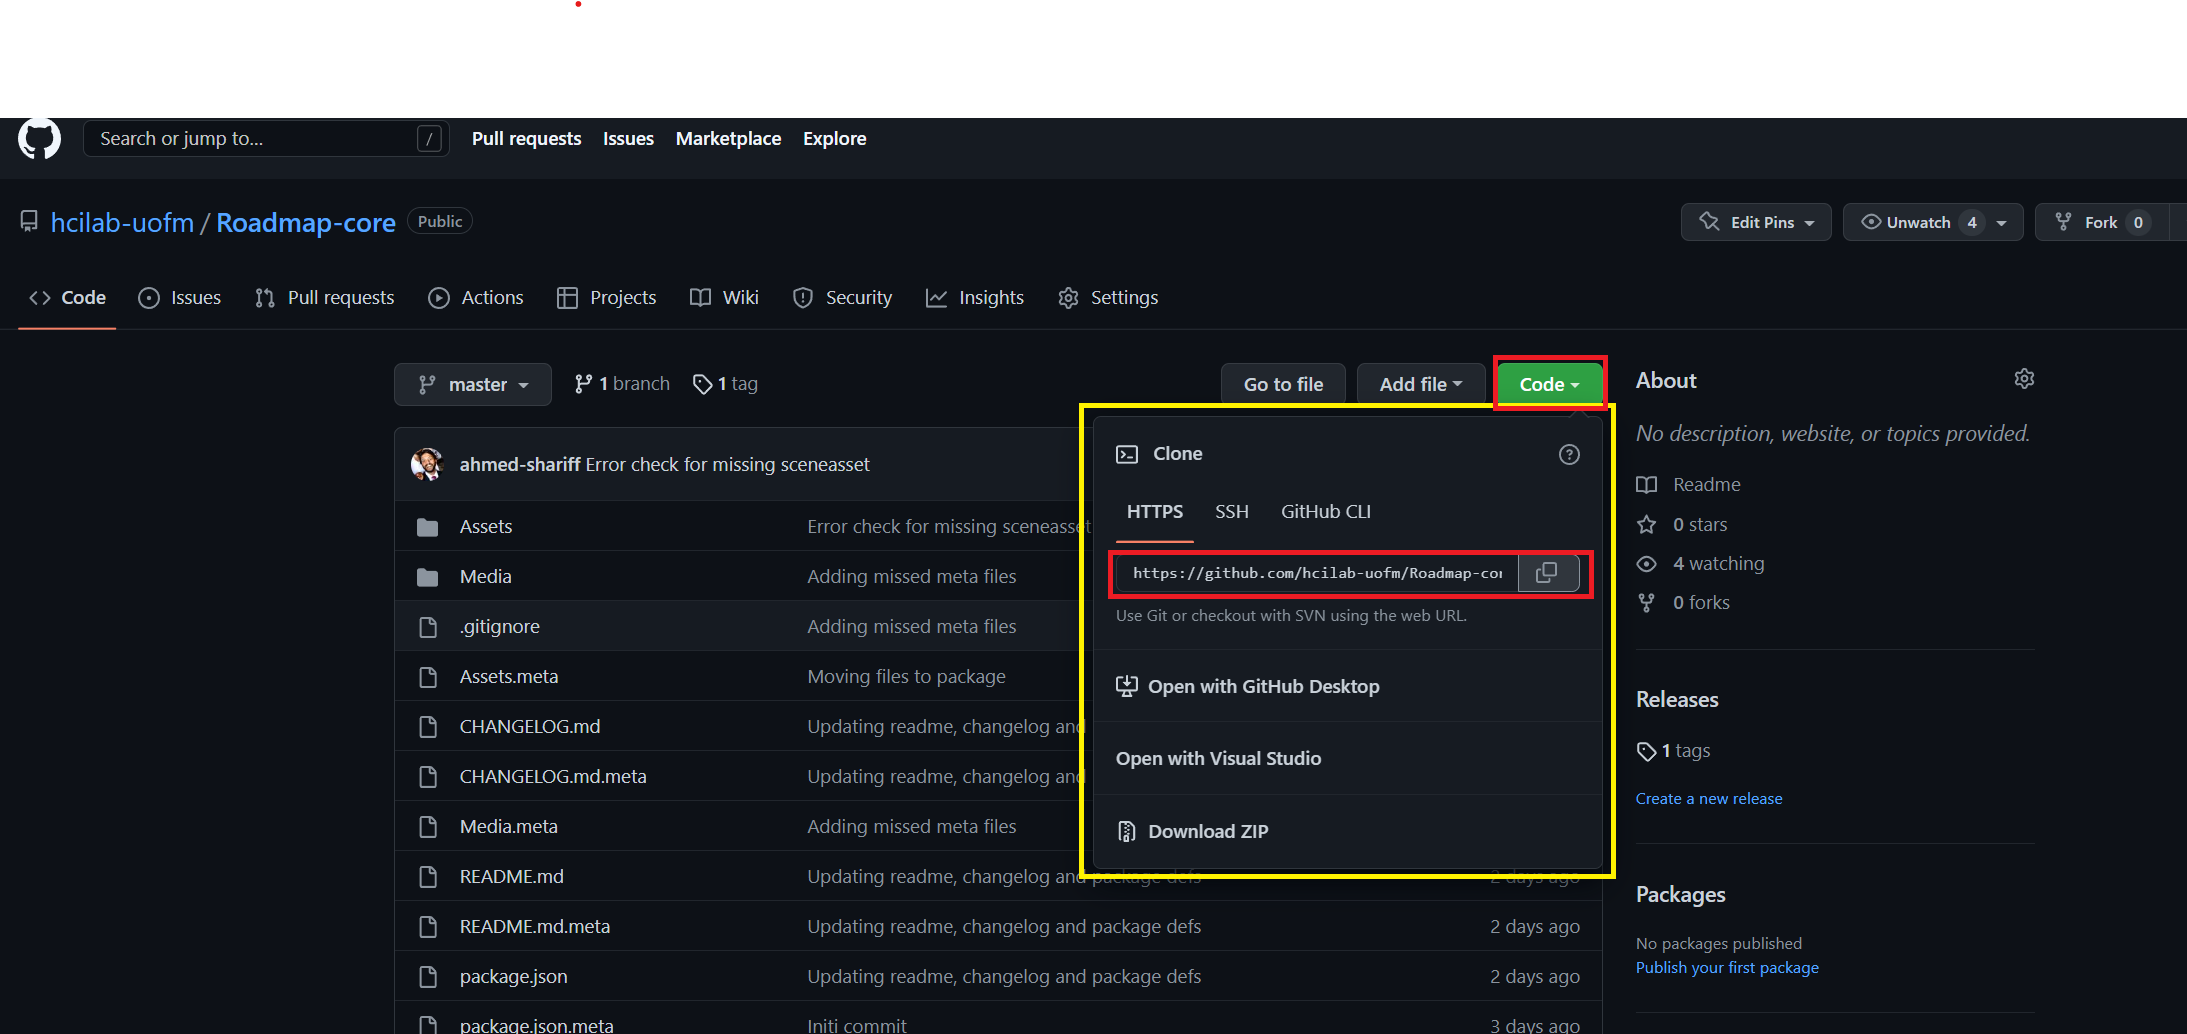 Search or jump to... /
Pull requests Issues Marketplace Explore
hcilab-uofm / Roadmap-core Public
Edit Pins Unwatch 4 Fork 0
Code Issues Pull requests Actions Projects Wiki Security Insights Settings
master 1 branch 1 tag
Go to file Add file Code
ahmed-shariff Error check for missing sceneasset
Assets Error check for missing sceneasset
Media Adding missed meta files
.gitignore Adding missed meta files
Assets.meta Moving files to package
CHANGELOG.md Updating readme, changelog and
CHANGELOG.md.meta Updating readme, changelog and
Media.meta Adding missed meta files
README.md Updating readme, changelog and package defs 2 days ago
README.md.meta Updating readme, changelog and package defs 2 days ago
package.json Updating readme, changelog and package defs 2 days ago
package.json.meta Initi commit 3 days ago
Clone
HTTPS SSH GitHub CLI
https://github.com/hcilab-uofm/Roadmap-cor
Use Git or checkout with SVN using the web URL.
Open with GitHub Desktop
Open with Visual Studio
Download ZIP
About
No description, website, or topics provided.
Readme
0 stars
4 watching
0 forks
Releases
1 tags
Create a new release
Packages
No packages published
Publish your first package